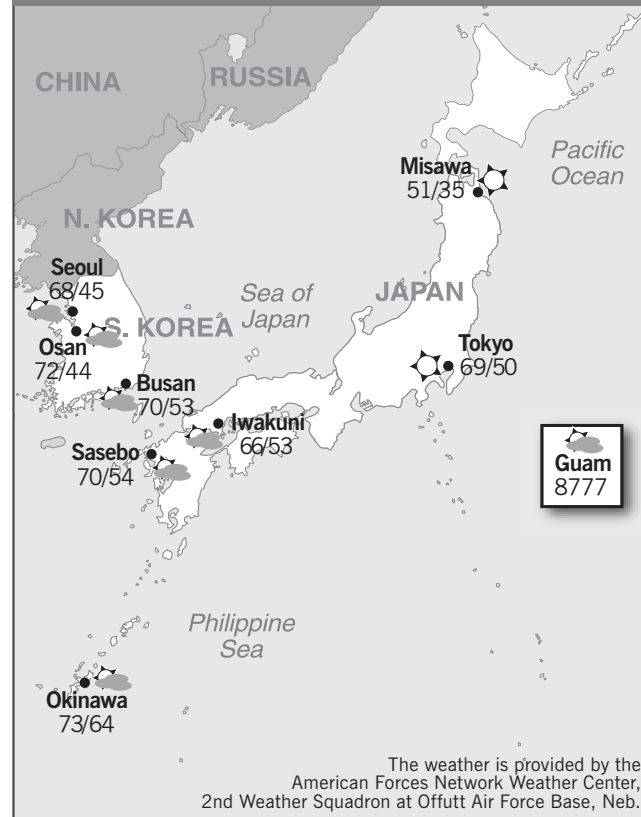 CHINA
RUSSIA
Pacific
Ocean
Misawa
51/35
N. KOREA
Seoul
68/45
Sea of
Japan
JAPAN
S. KOREA
Osan
72/44
Tokyo
69/50
Busan
70/53
Iwakuni
66/53
Sasebo
70/54
Guam
8777
Philippine
Sea
Okinawa
73/64
The weather is provided by the
American Forces Network Weather Center,
2nd Weather Squadron at Offutt Air Force Base, Neb.